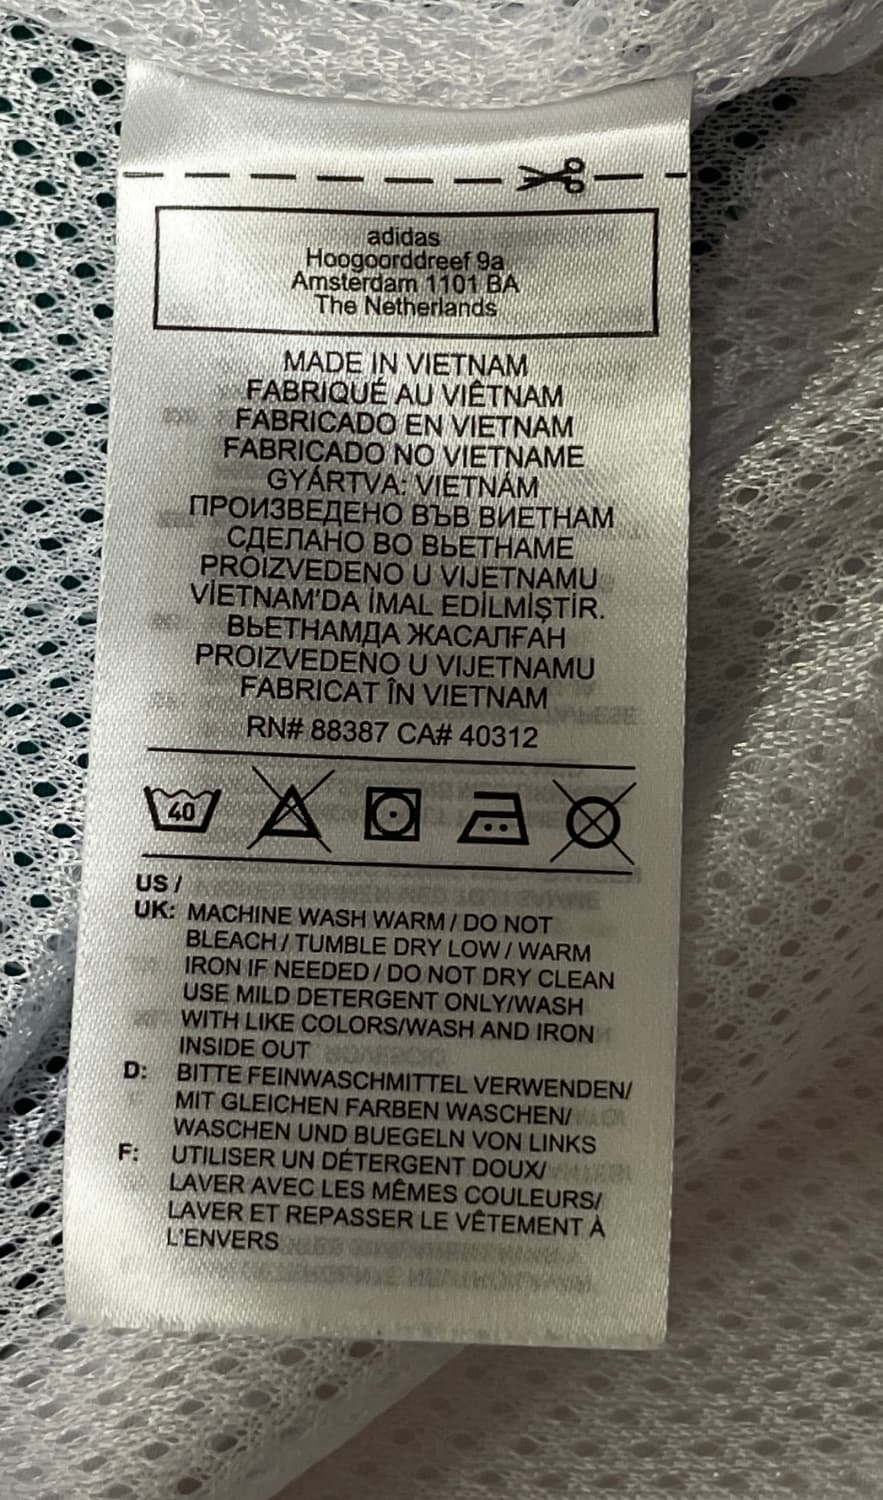 adidas
Hoogoorddreef 9a
Amsterdam 1101 BA
The Netherlands
MADE IN VIETNAM
FABRIQUÉ AU VIÊTNAM
FABRICADO EN VIETNAM
FABRICADO NO VIETNAME
GYÁRTVA: VIETNÁM
ПРОИЗВЕДЕНО ВЪВ ВИЕТНАМ
СДЕЛАНО ВО ВЬЕТНАМЕ
PROIZVEDENO U VIJETNAMU
VİETNAM'DA İMAL EDİLMİŞTİR.
ВЬЕТНАМДА ЖАСАЛҒАН
PROIZVEDENO U VIJETNAMU
FABRICAT ÎN VIETNAM
RN# 88387 CA# 40312
40
US /
UK: MACHINE WASH WARM / DO NOT
BLEACH / TUMBLE DRY LOW / WARM
IRON IF NEEDED / DO NOT DRY CLEAN
USE MILD DETERGENT ONLY/WASH
WITH LIKE COLORS/WASH AND IRON
INSIDE OUT
D: BITTE FEINWASCHMITTEL VERWENDEN/
MIT GLEICHEN FARBEN WASCHEN/
WASCHEN UND BUEGELN VON LINKS
F: UTILISER UN DÉTERGENT DOUX/
LAVER AVEC LES MÊMES COULEURS/
LAVER ET REPASSER LE VÊTEMENT À
L'ENVERS